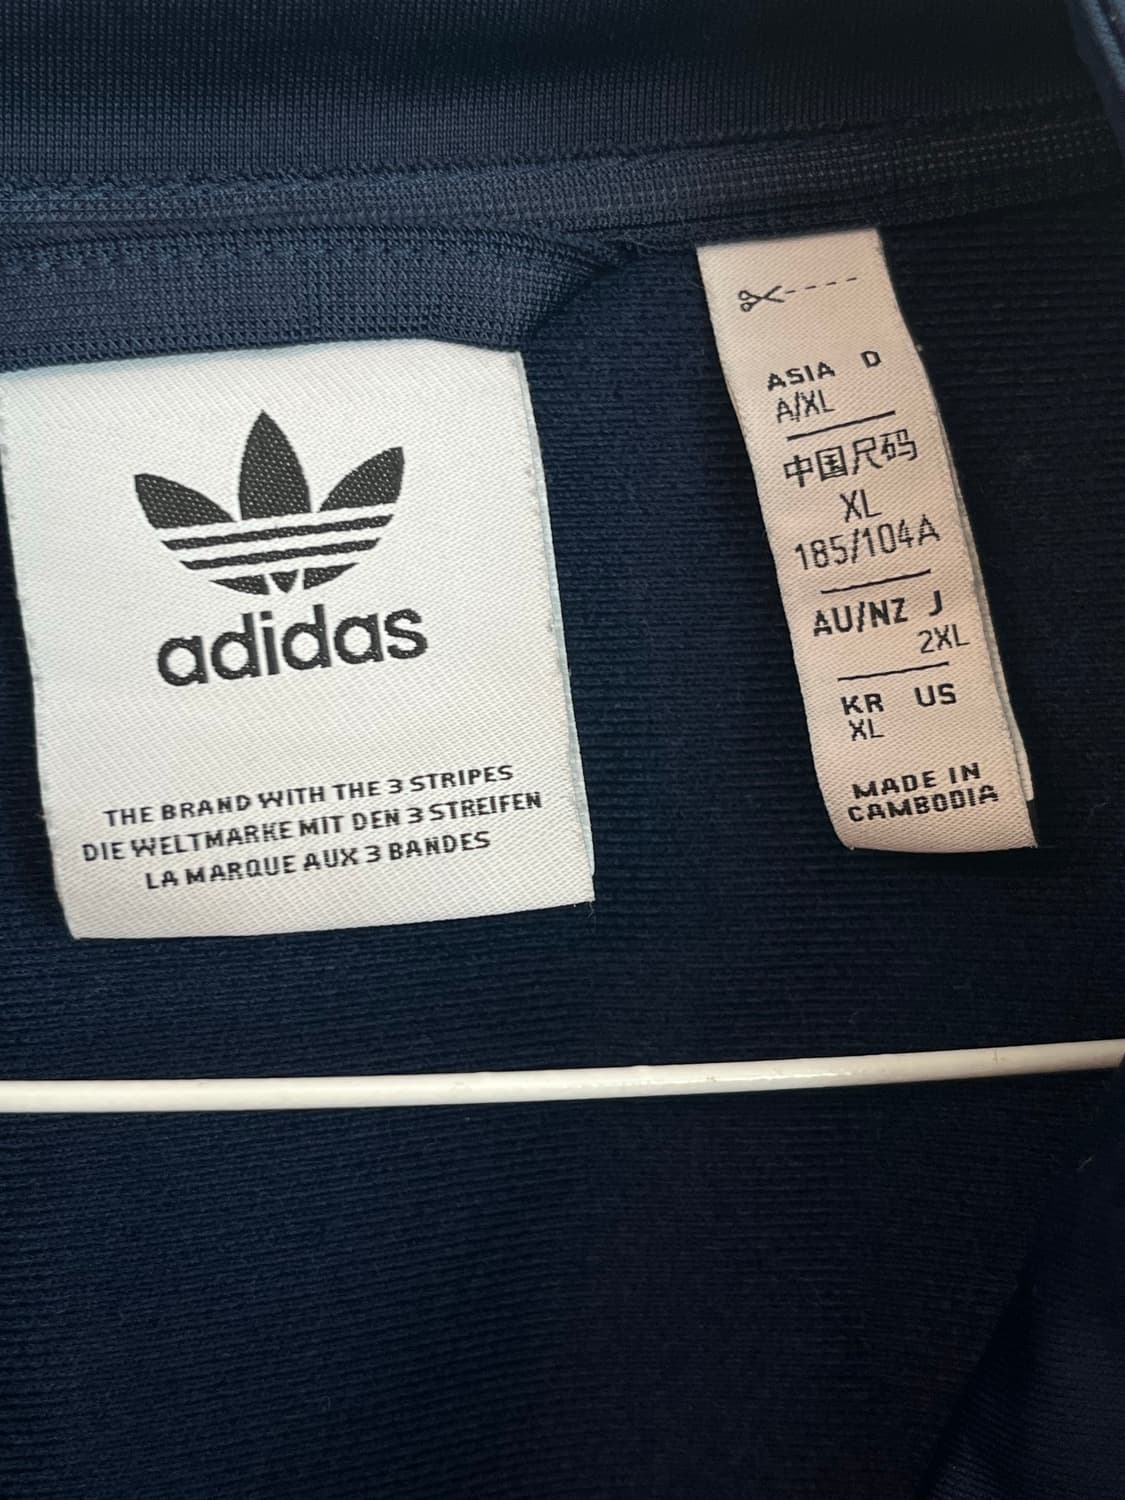 adidas
THE BRAND WITH THE 3 STRIPES
DIE WELTMARKE MIT DEN 3 STREIFEN
LA MARQUE AUX 3 BANDES
ASIA D
A/XL
中国尺码
XL
185/104A
AU/NZ J
2XL
KR US
XL
MADE IN
CAMBODIA